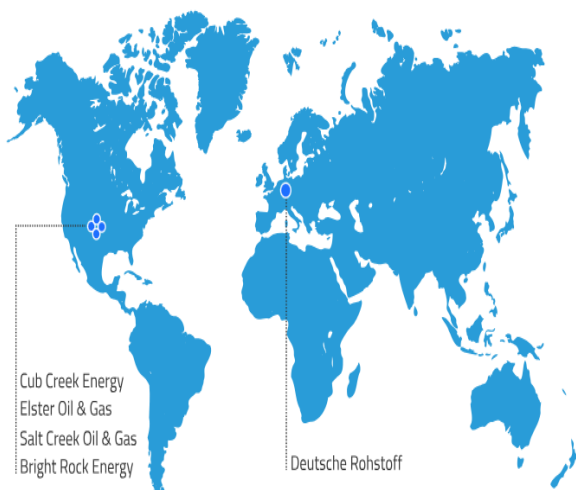 Cub Creek Energy
Elster Oil & Gas
Salt Creek Oil & Gas
Bright Rock Energy
Deutsche Rohstoff